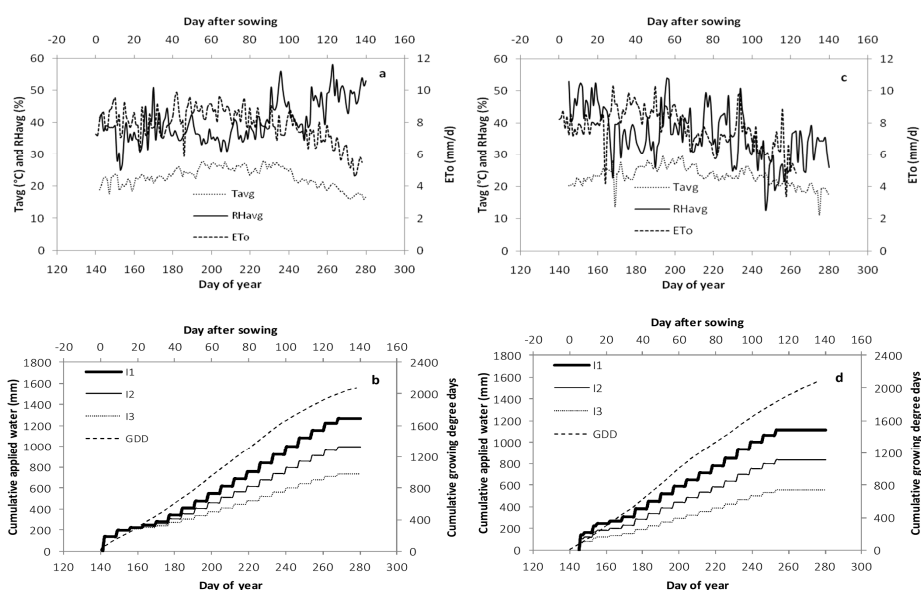 Day after sowing
-20 0 20 40 60 80 100 120 140 160
60 50 40 30 20 10 0
12 10 8 6 4 2 0
a
Tavg (°C) and RHavg (%)
ETo (mm/d)
Tavg
RHavg
ETo
120 140 160 180 200 220 240 260 280 300
Day of year
Day after sowing
-20 0 20 40 60 80 100 120 140 160
60 50 40 30 20 10 0
12 10 8 6 4 2 0
c
Tavg (°C) and RHavg (%)
ETo (mm/d)
Tavg
RHavg
ETo
120 140 160 180 200 220 240 260 280 300
Day of year
Day after sowing
-20 0 20 40 60 80 100 120 140 160
1800 1600 1400 1200 1000 800 600 400 200 0
2400 2000 1600 1200 800 400 0
b
Cumulative applied water (mm)
Cumulative growing degree days
I1
I2
I3
GDD
120 140 160 180 200 220 240 260 280 300
Day of year
Day after sowing
-20 0 20 40 60 80 100 120 140 160
1800 1600 1400 1200 1000 800 600 400 200 0
2400 2000 1600 1200 800 400 0
d
Cumulative applied water (mm)
Cumulative growing degree days
I1
I2
I3
GDD
120 140 160 180 200 220 240 260 280 300
Day of year